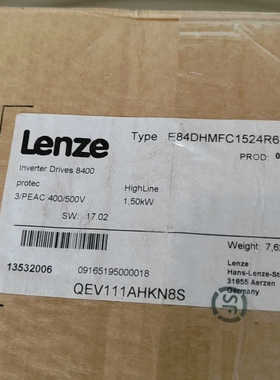 Lenze
Type E84DHMFC1524R6
PROD:
Inverter Drives 8400
protec
HighLine
3/PEAC 400/500V
1,50kW
SW: 17.02
Weight: 7,6
13532006
09165195000018
QEV111AHKN8S
Lenze
Hans-Lenze-St
31855 Aerzen
Germany